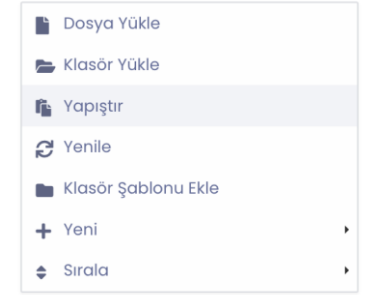 Dosya Yükle
Klasör Yükle
Yapıştır
Yenile
Klasör Şablonu Ekle
Yeni
Sırala